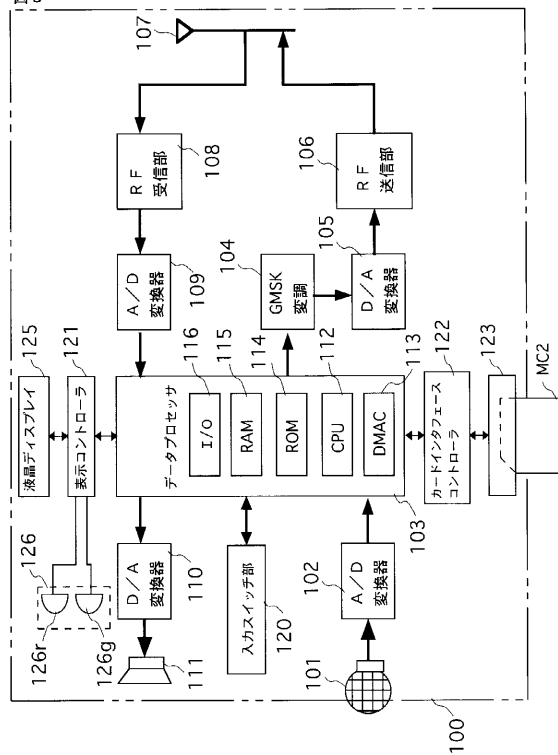 107
RF
受信部
108
RF
送信部
106
A/D
変換器
109
GMSK
変調
104
D/A
変換器
105
液晶ディスプレイ
125
表示コントローラ
121
データプロセッサ
I/O
116
RAM
115
ROM
114
CPU
112
DMAC
113
103
カードインタフェース
コントローラ
122
123
MC2
126
126r
126g
D/A
変換器
110
111
入力スイッチ部
120
A/D
変換器
102
101
100